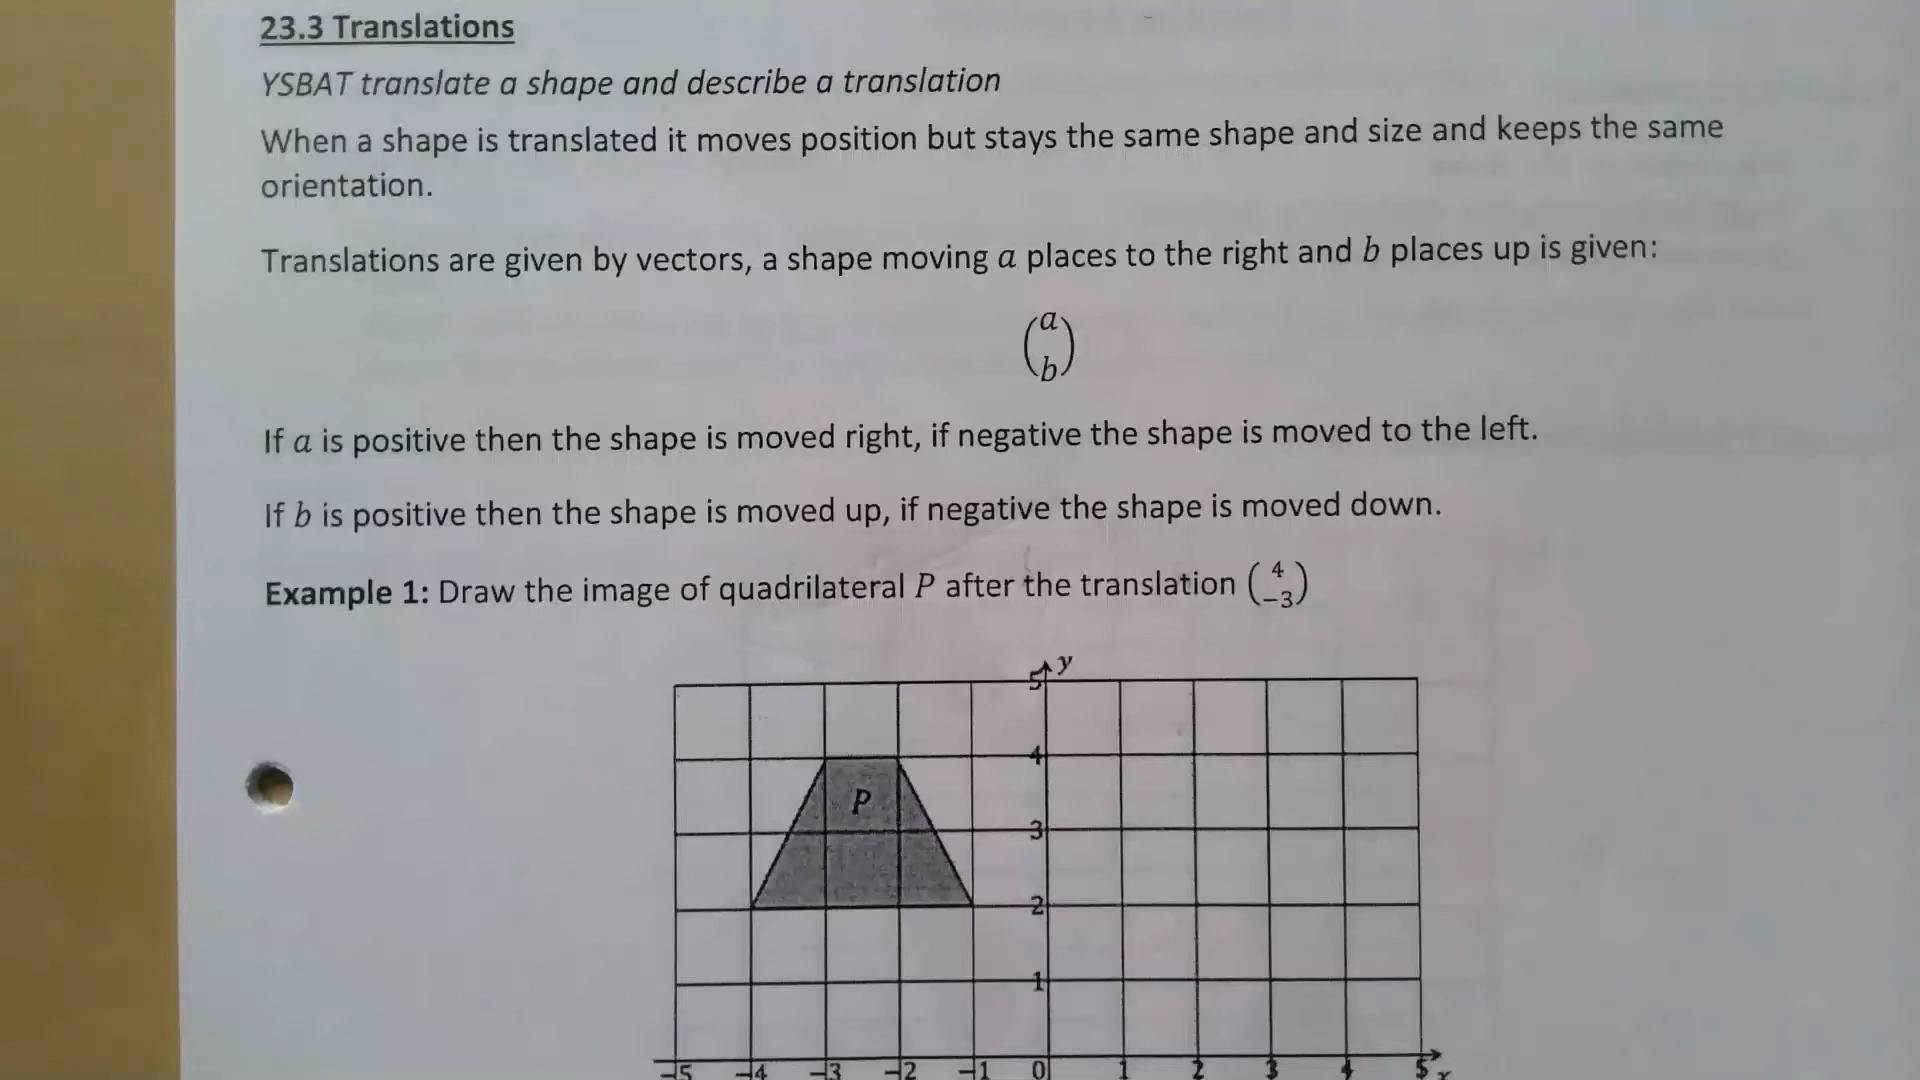 23.3 Translations
YSBAT translate a shape and describe a translation
When a shape is translated it moves position but stays the same shape and size and keeps the same
orientation.
Translations are given by vectors, a shape moving a places to the right and b places up is given:
(a
b)
If a is positive then the shape is moved right, if negative the shape is moved to the left.
If b is positive then the shape is moved up, if negative the shape is moved down.
Example 1: Draw the image of quadrilateral P after the translation (4
-3)
y
5
4
P
3
2
1
-5 -4 -3 -2 -1 0 1 2 3 4 5 x